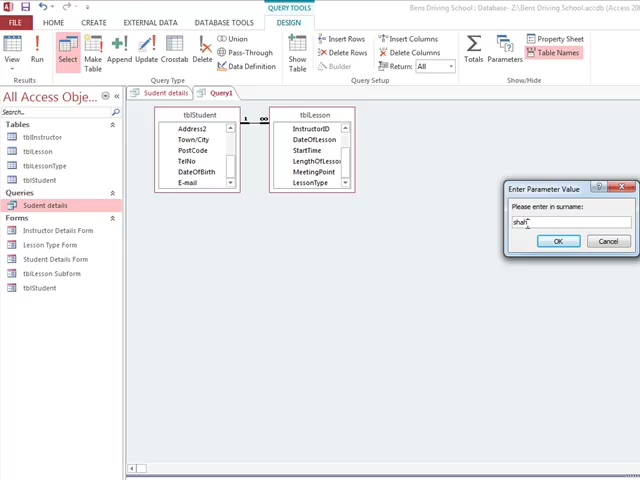 QUERY TOOLS
Bens Driving School : Database- Z:\Bens Driving School.accdb (Access 200
FILE
HOME
CREATE
EXTERNAL DATA
DATABASE TOOLS
DESIGN
View
Run
Results
Select
Make Table
Append
Update
Crosstab
Delete
Union
Pass-Through
Data Definition
Query Type
Show Table
Insert Rows
Delete Rows
Builder
Insert Columns
Delete Columns
Return: All
Query Setup
Totals
Parameters
Property Sheet
Table Names
Show/Hide
All Access Obje...
Search...
Tables
tblInstructor
tblLesson
tblLessonType
tblStudent
Queries
Sudent details
Forms
Instructor Details Form
Lesson Type Form
Student Details Form
tblLesson Subform
tblStudent
Sudent details
Query1
tblStudent
Address2
Town/City
PostCode
TelNo
DateOfBirth
E-mail
1
∞
tblLesson
InstructorID
DateOfLesson
StartTime
LengthOfLesson
MeetingPoint
LessonType
Enter Parameter Value
?
Please enter in surname:
shah
OK
Cancel